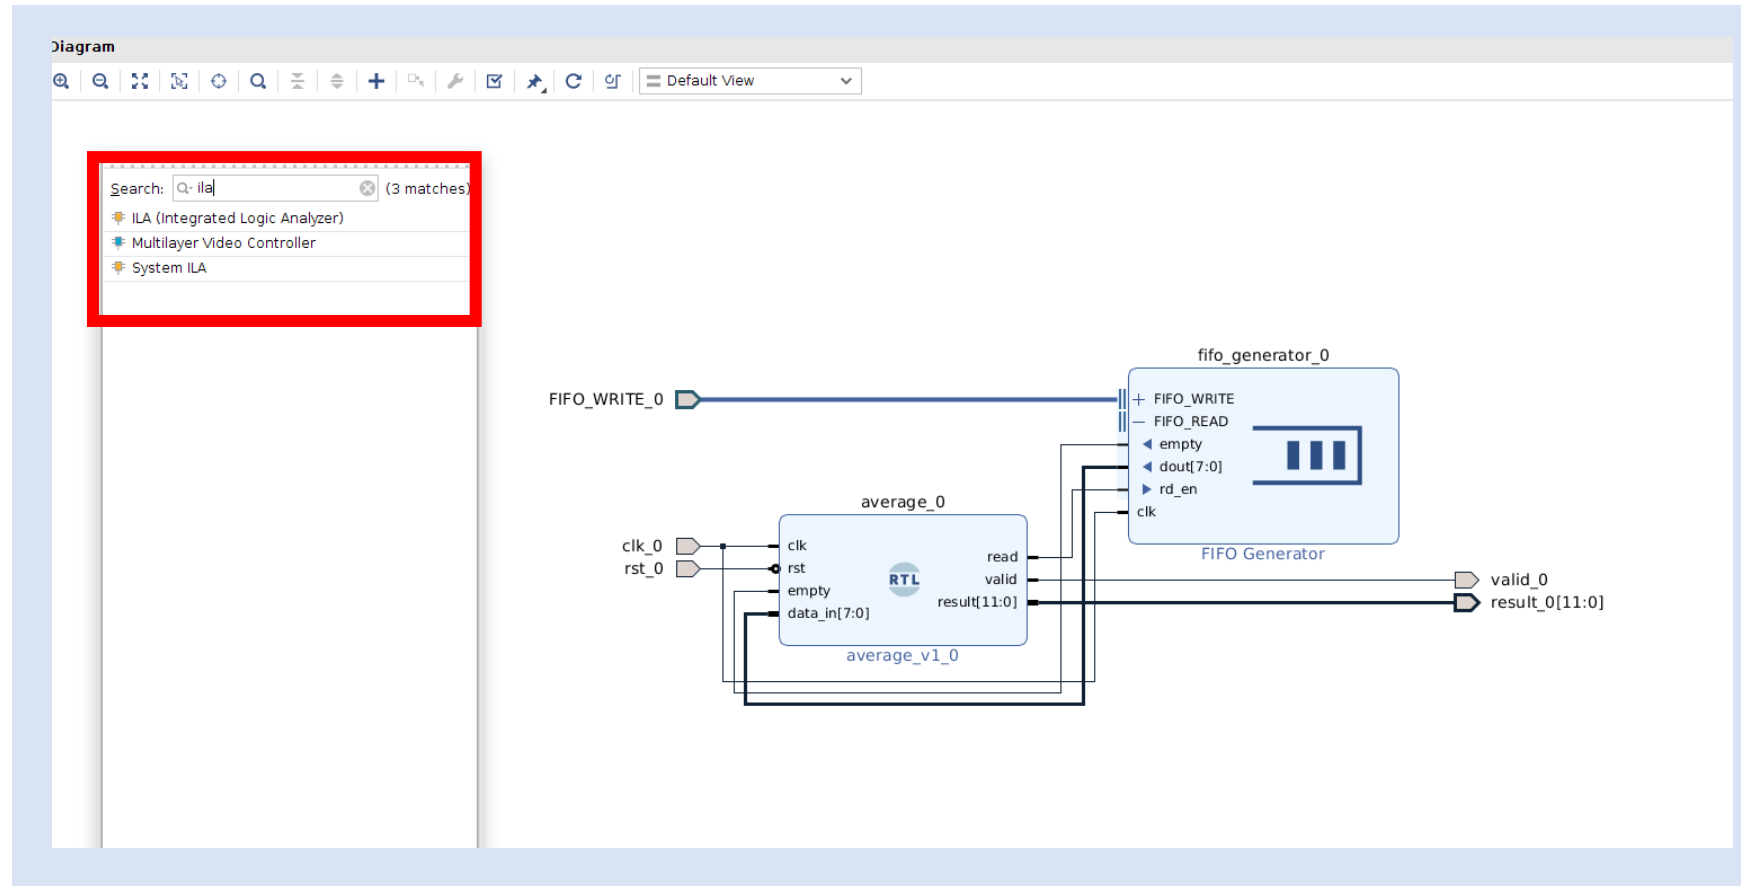 Diagram
Default View
Search: ila (3 matches)
ILA (Integrated Logic Analyzer)
Multilayer Video Controller
System ILA
fifo_generator_0
FIFO_WRITE_0
FIFO_WRITE
FIFO_READ
empty
dout[7:0]
rd_en
clk
FIFO Generator
average_0
clk_0
rst_0
clk
rst
empty
data_in[7:0]
RTL
read
valid
result[11:0]
average_v1_0
valid_0
result_0[11:0]